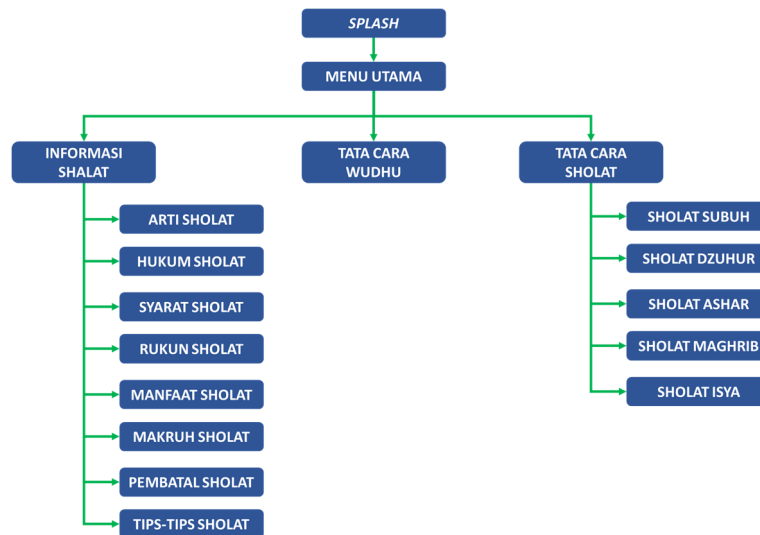 SPLASH
MENU UTAMA
INFORMASI
SHALAT
TATA CARA
WUDHU
TATA CARA
SHOLAT
ARTI SHOLAT
HUKUM SHOLAT
SYARAT SHOLAT
RUKUN SHOLAT
MANFAAT SHOLAT
MAKRUH SHOLAT
PEMBATAL SHOLAT
TIPS-TIPS SHOLAT
SHOLAT SUBUH
SHOLAT DZUHUR
SHOLAT ASHAR
SHOLAT MAGHRIB
SHOLAT ISYA